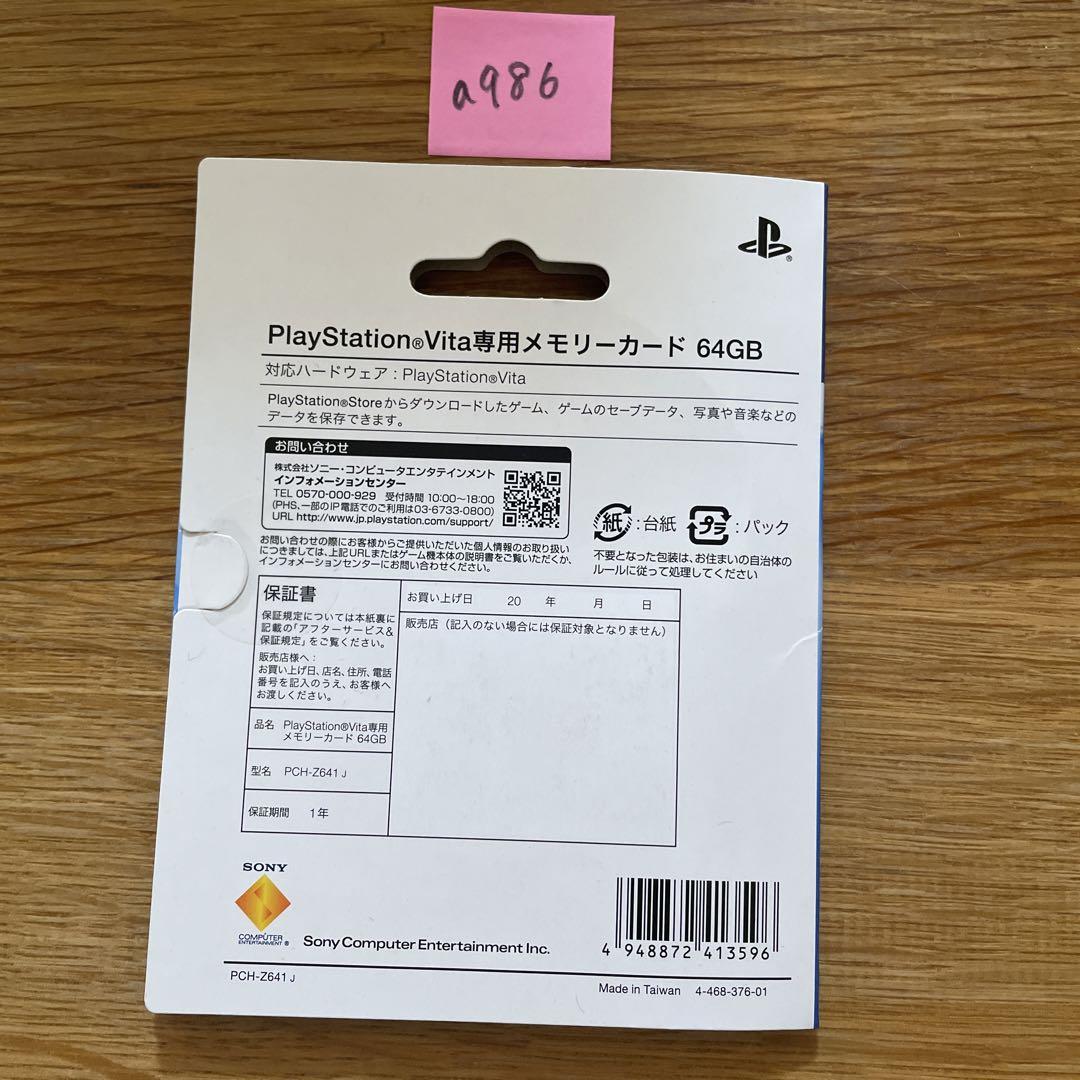 a986
PlayStation®Vita専用メモリーカード 64GB
対応ハードウェア：PlayStation®Vita
PlayStation®Storeからダウンロードしたゲーム、ゲームのセーブデータ、写真や音楽などの
データを保存できます。
お問い合わせ
株式会社ソニー・コンピュータエンタテインメント
インフォメーションセンター
TEL 0570-000-929 受付時間 10:00～18:00
(PHS、一部のIP電話でのご利用は03-6733-0800)
URL http://www.jp.playstation.com/support/
紙：台紙 プラ：パック
お問い合わせの際にお客様からご提供いただいた個人情報のお取り扱い
につきましては、上記URLまたはゲーム機本体の説明書をご覧いただくか、
インフォメーションセンターにお問い合わせください。
不要となった包装は、お住まいの自治体の
ルールに従って処理してください
保証書
保証規定については本紙裏に
記載の「アフターサービス&
保証規定」をご覧ください。
販売店様へ：
お買い上げ日、店名、住所、電話
番号を記入のうえ、お客様へ
お渡しください。
お買い上げ日 20 年 月 日
販売店（記入のない場合には保証対象となりません）
品名 PlayStation®Vita専用
メモリーカード 64GB
型名 PCH-Z641 J
保証期間 1年
SONY
COMPUTER
ENTERTAINMENT ®
Sony Computer Entertainment Inc.
4 948872 413596
PCH-Z641 J
Made in Taiwan 4-468-376-01